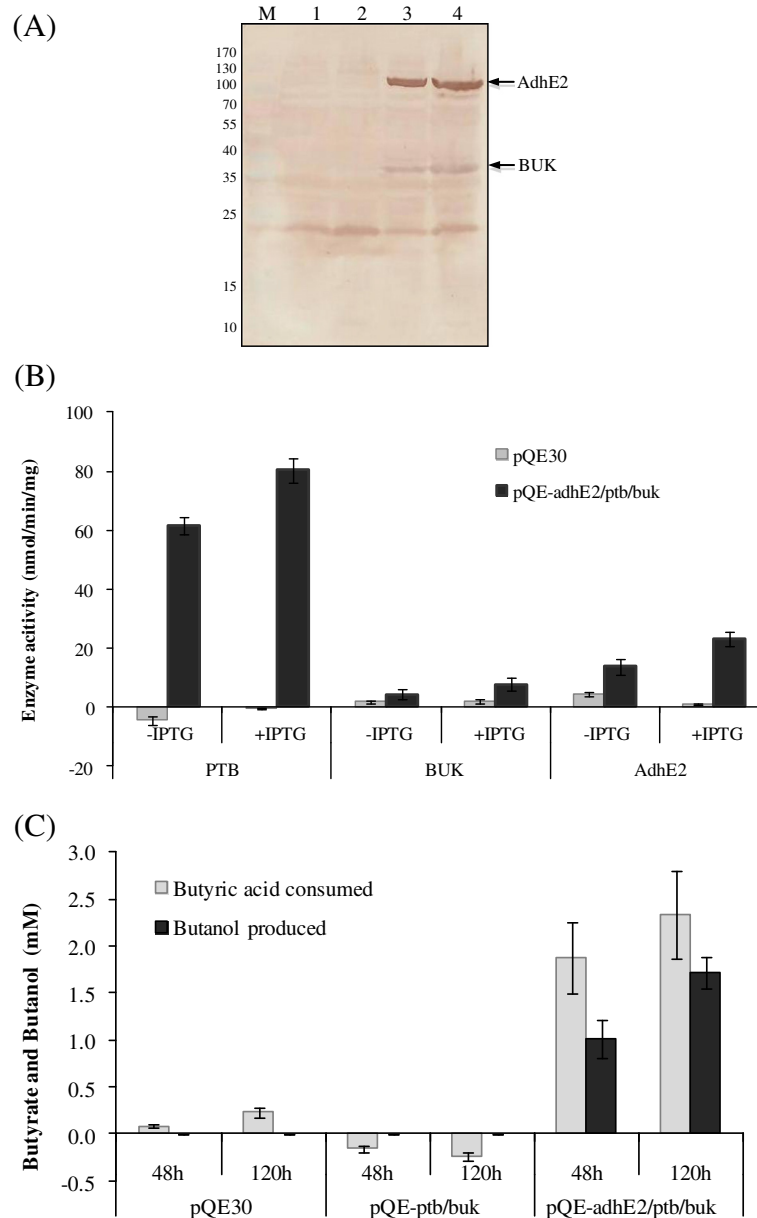 (A)
M 1 2 3 4
170
130
100
70
55
40
35
25
15
10
AdhE2
BUK
(B)
Enzyme acitivity (nmol/min/mg)
100
80
60
40
20
0
-20
pQE30
pQE-adhE2/ptb/buk
-IPTG +IPTG -IPTG +IPTG -IPTG +IPTG
PTB BUK AdhE2
(C)
Butyrate and Butanol (mM)
3.0
2.5
2.0
1.5
1.0
0.5
0.0
-0.5
Butyric acid consumed
Butanol produced
48h 120h 48h 120h 48h 120h
pQE30 pQE-ptb/buk pQE-adhE2/ptb/buk